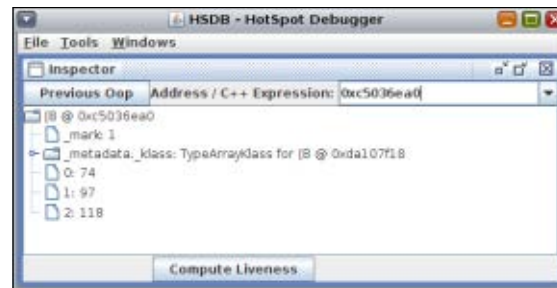 HSDB - HotSpot Debugger
File Tools Windows
Inspector
Previous Oop Address / C++ Expression: 0xc5036ea0
[B @ 0xc5036ea0
_mark: 1
_metadata._klass: TypeArrayKlass for [B @ 0xda107f18
0: 74
1: 97
2: 118
Compute Liveness